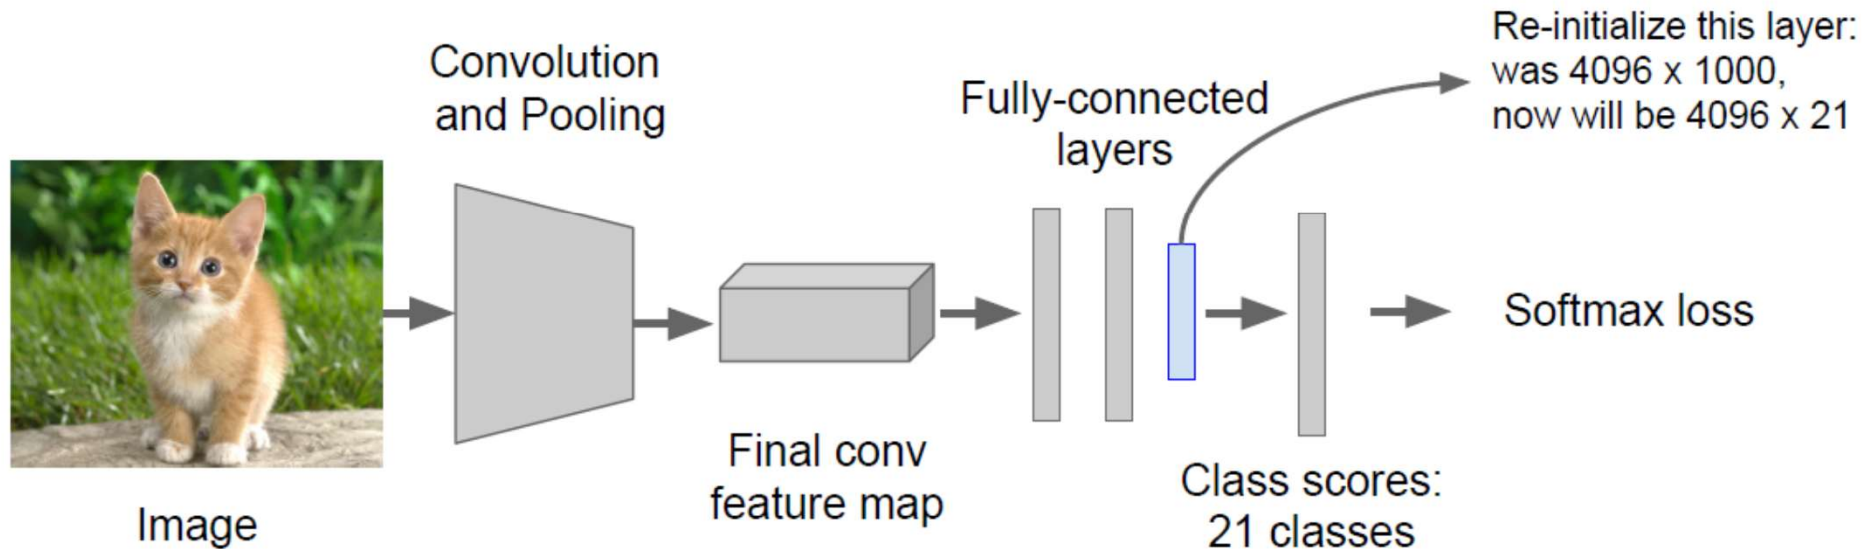 Image
Convolution
and Pooling
Final conv
feature map
Fully-connected
layers
Re-initialize this layer:
was 4096 x 1000,
now will be 4096 x 21
Class scores:
21 classes
Softmax loss